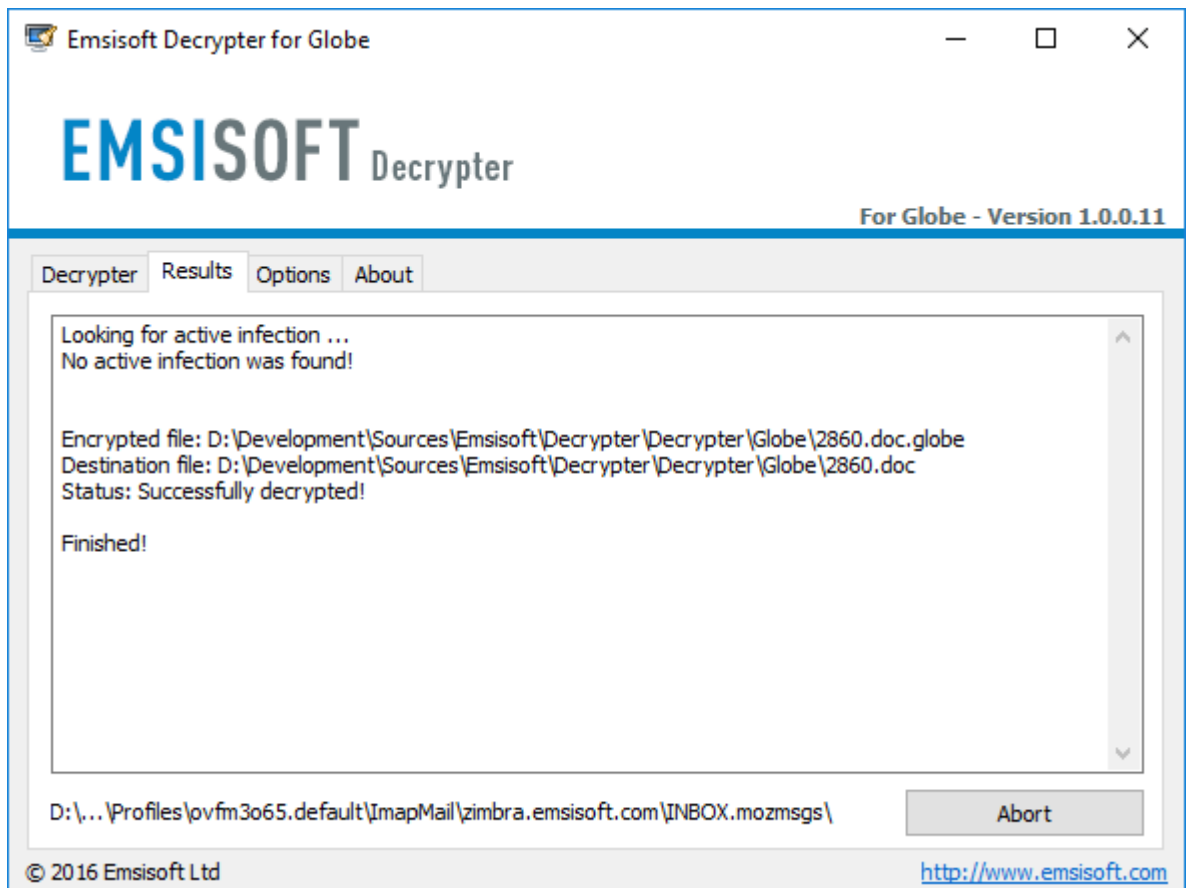 Emsisoft Decrypter for Globe
EMSISOFT Decrypter
For Globe - Version 1.0.0.11
Decrypter Results Options About
Looking for active infection ...
No active infection was found!
Encrypted file: D:\Development\Sources\Emsisoft\Decrypter\Decrypter\Globe\2860.doc.globe
Destination file: D:\Development\Sources\Emsisoft\Decrypter\Decrypter\Globe\2860.doc
Status: Successfully decrypted!
Finished!
D:\...\Profiles\ovfm3o65.default\ImapMail\zimbra.emsisoft.com\INBOX.mozmsgs\ Abort
© 2016 Emsisoft Ltd http://www.emsisoft.com